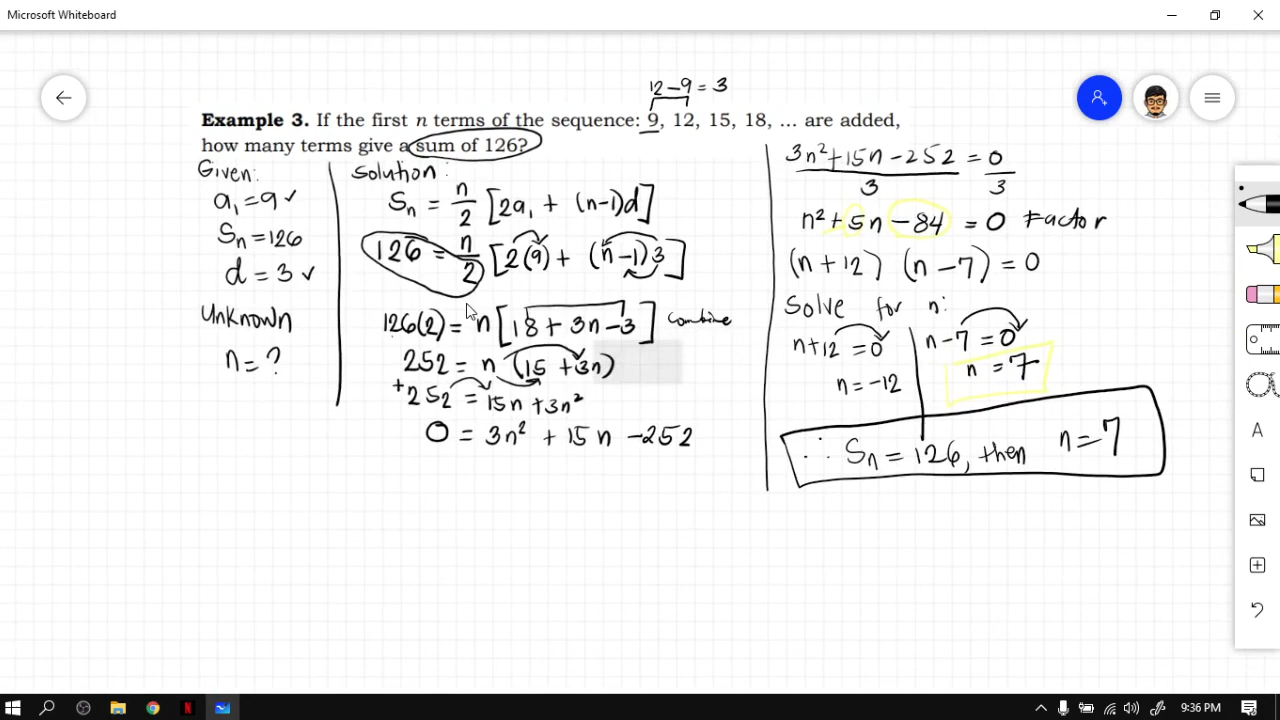 Microsoft Whiteboard
12 - 9 = 3
Example 3. If the first n terms of the sequence: 9, 12, 15, 18, ... are added,
how many terms give a sum of 126?
Given:
a₁ = 9 ✓
Sₙ = 126
d = 3 ✓
Unknown
n = ?
Solution:
Sₙ = n/2 [2a₁ + (n-1)d]
126 = n/2 [2(9) + (n-1)3]
126(2) = n[18 + 3n - 3] combine
252 = n (15 + 3n)
+252 = 15n + 3n²
0 = 3n² + 15n - 252
3n² + 15n - 252 = 0
3 3
n² + 5n - 84 = 0 Factor
(n + 12) (n - 7) = 0
Solve for n:
n + 12 = 0
n = -12
n - 7 = 0
n = 7
∴ Sₙ = 126, then n = 7
A
9:36 PM